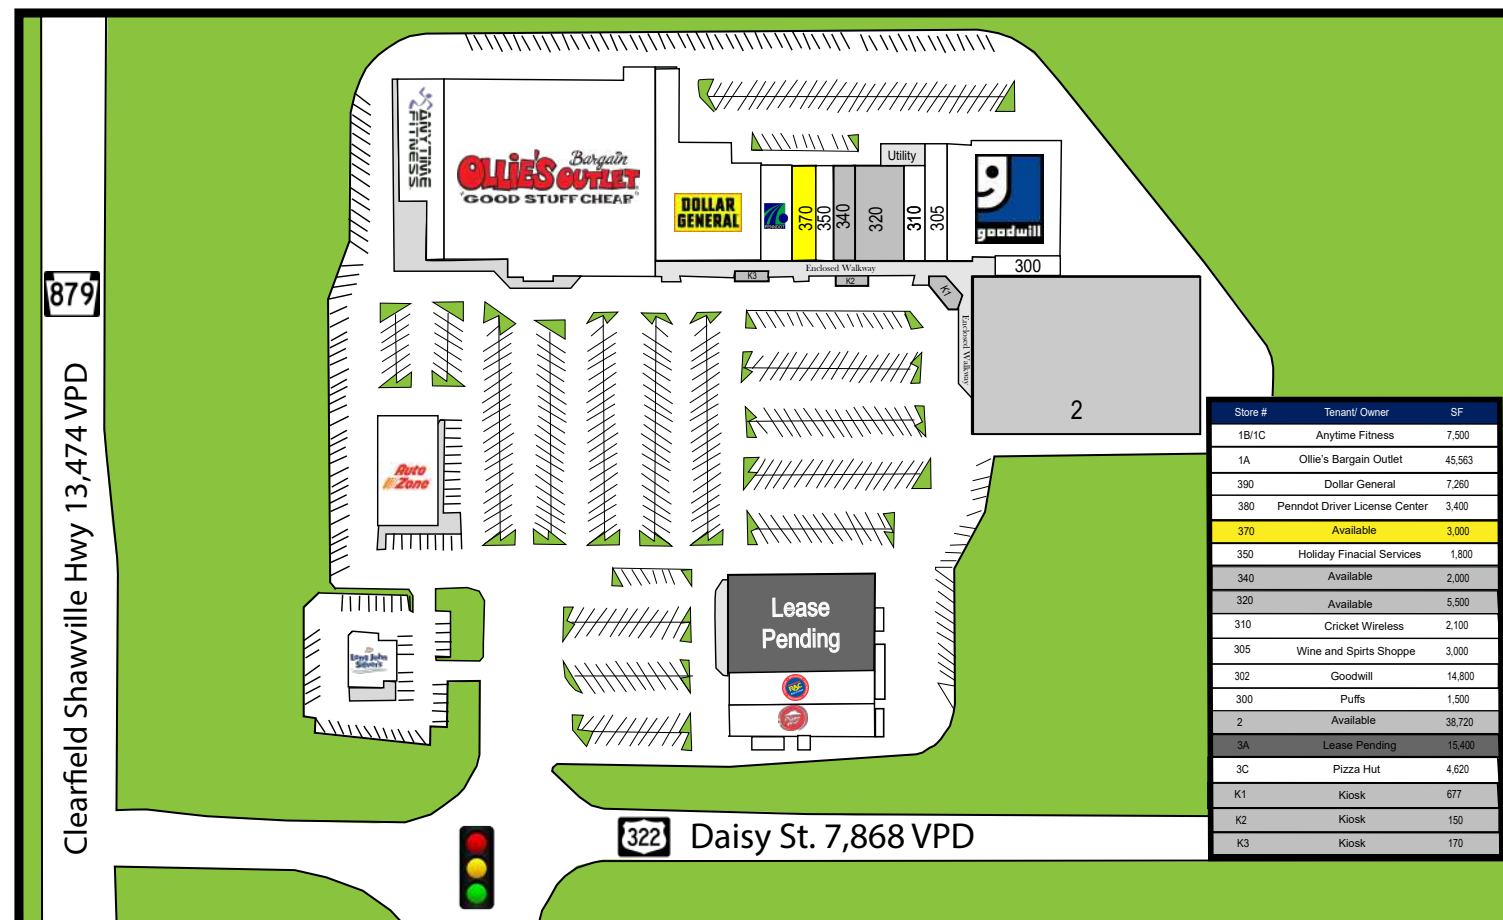 ANYTIME
FITNESS
OLLIE'S Bargain
OUTLET
"GOOD STUFF CHEAP"
DOLLAR
GENERAL
370
350
340
320
310
305
Utility
goodwill
300
Enclosed Walkway
K3
K2
K1
Enclosed Walkway
2
879
Clearfield Shawville Hwy 13,474 VPD
Auto
Zone
Long John
Silver's
Lease
Pending
RAC
322
Daisy St. 7,868 VPD
Store # Tenant/ Owner SF
1B/1C Anytime Fitness 7,500
1A Ollie's Bargain Outlet 45,563
390 Dollar General 7,260
380 Penndot Driver License Center 3,400
370 Available 3,000
350 Holiday Finacial Services 1,800
340 Available 2,000
320 Available 5,500
310 Cricket Wireless 2,100
305 Wine and Spirts Shoppe 3,000
302 Goodwill 14,800
300 Puffs 1,500
2 Available 38,720
3A Lease Pending 15,400
3C Pizza Hut 4,620
K1 Kiosk 677
K2 Kiosk 150
K3 Kiosk 170